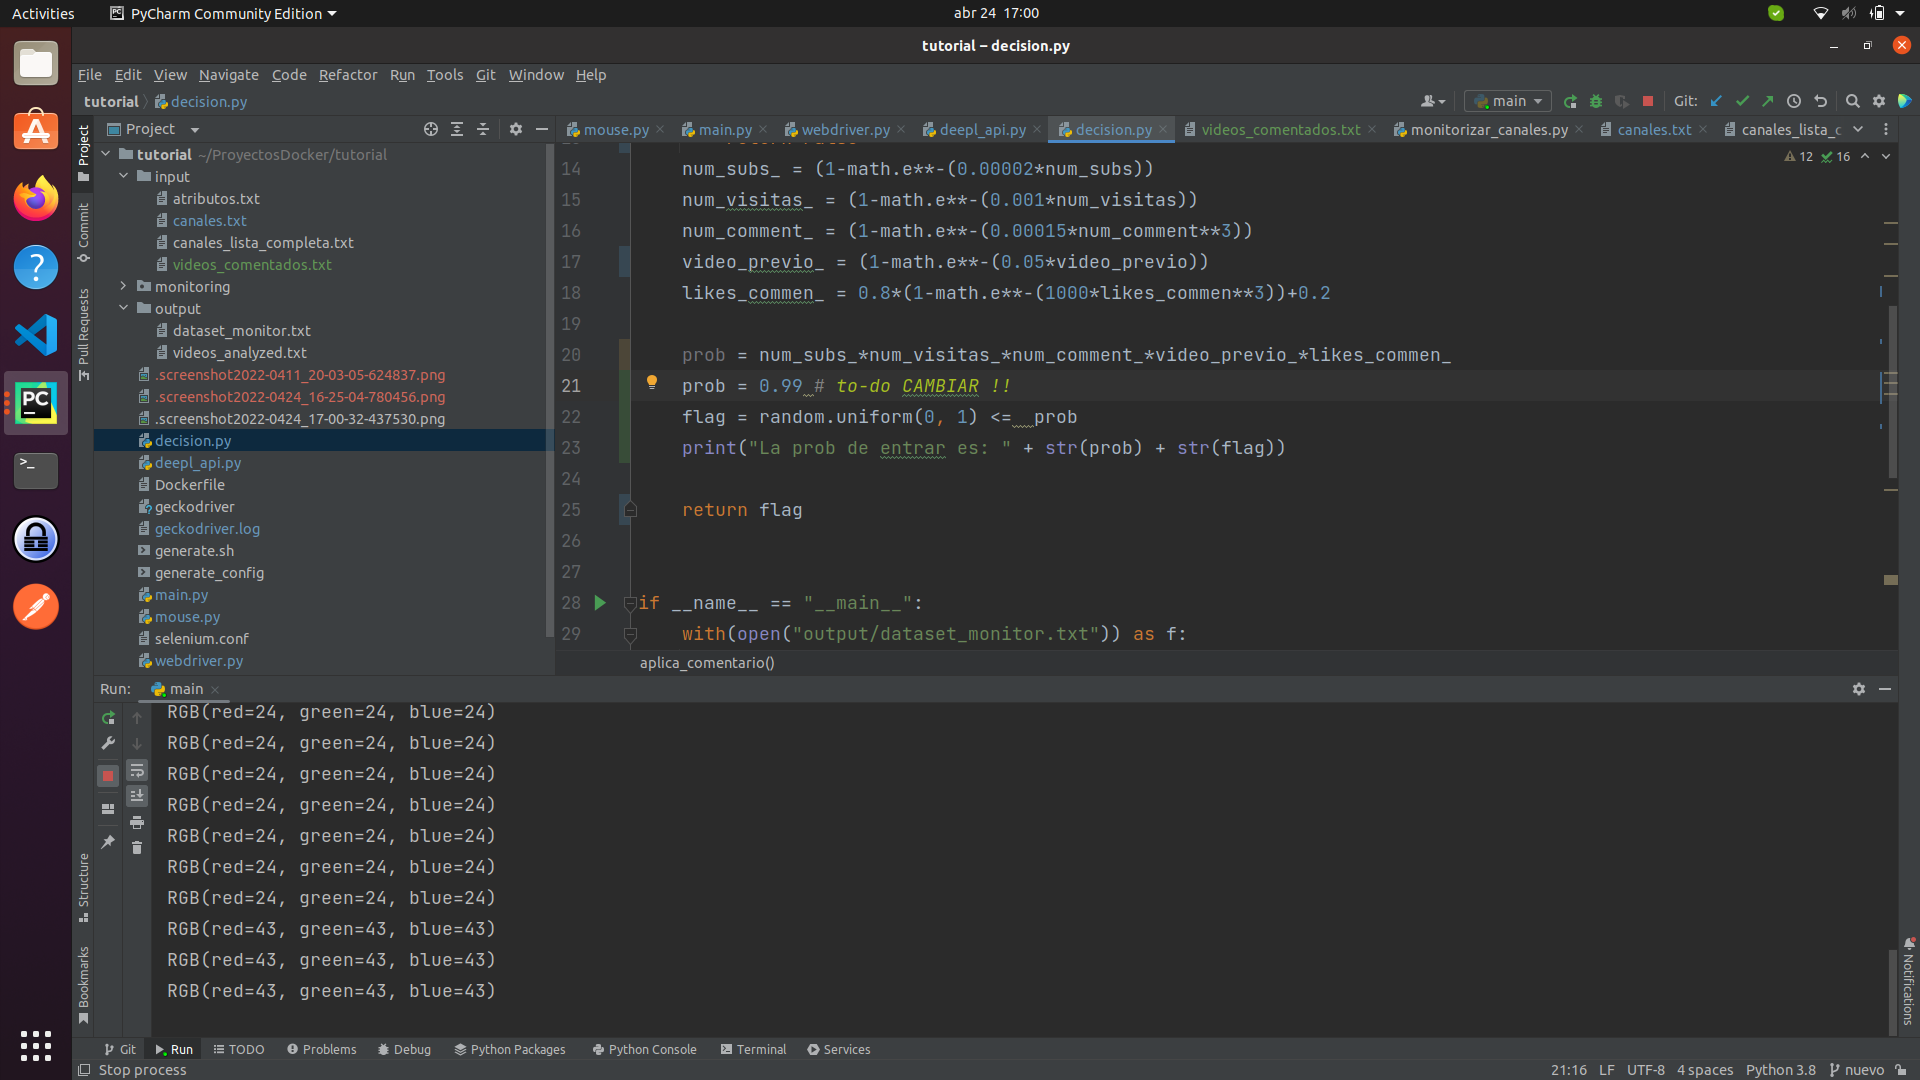 Activities
PyCharm Community Edition
abr 24 17:00
tutorial – decision.py
File Edit View Navigate Code Refactor Run Tools Git Window Help
tutorial decision.py
main
Git:
Project
mouse.py
main.py
webdriver.py
deepl_api.py
decision.py
videos_comentados.txt
monitorizar_canales.py
canales.txt
canales_lista_c
Project
Commit
Pull Requests
Structure
Bookmarks
Notifications
tutorial ~/ProyectosDocker/tutorial
input
atributos.txt
canales.txt
canales_lista_completa.txt
videos_comentados.txt
monitoring
output
dataset_monitor.txt
videos_analyzed.txt
.screenshot2022-0411_20-03-05-624837.png
.screenshot2022-0424_16-25-04-780456.png
.screenshot2022-0424_17-00-32-437530.png
decision.py
deepl_api.py
Dockerfile
geckodriver
geckodriver.log
generate.sh
generate_config
main.py
mouse.py
selenium.conf
webdriver.py
12 16
14 num_subs_ = (1-math.e**-(0.00002*num_subs))
15 num_visitas_ = (1-math.e**-(0.001*num_visitas))
16 num_comment_ = (1-math.e**-(0.00015*num_comment**3))
17 video_previo_ = (1-math.e**-(0.05*video_previo))
18 likes_commen_ = 0.8*(1-math.e**-(1000*likes_commen**3))+0.2
19
20 prob = num_subs_*num_visitas_*num_comment_*video_previo_*likes_commen_
21 prob = 0.99 # to-do CAMBIAR !!
22 flag = random.uniform(0, 1) <=  prob
23 print("La prob de entrar es: " + str(prob) + str(flag))
24
25 return flag
26
27
28 if __name__ == "__main__":
29 with(open("output/dataset_monitor.txt")) as f:
aplica_comentario()
Run: main
RGB(red=24, green=24, blue=24)
RGB(red=24, green=24, blue=24)
RGB(red=24, green=24, blue=24)
RGB(red=24, green=24, blue=24)
RGB(red=24, green=24, blue=24)
RGB(red=24, green=24, blue=24)
RGB(red=24, green=24, blue=24)
RGB(red=43, green=43, blue=43)
RGB(red=43, green=43, blue=43)
RGB(red=43, green=43, blue=43)
Git Run TODO Problems Debug Python Packages Python Console Terminal Services
Stop process
21:16 LF UTF-8 4 spaces Python 3.8 nuevo